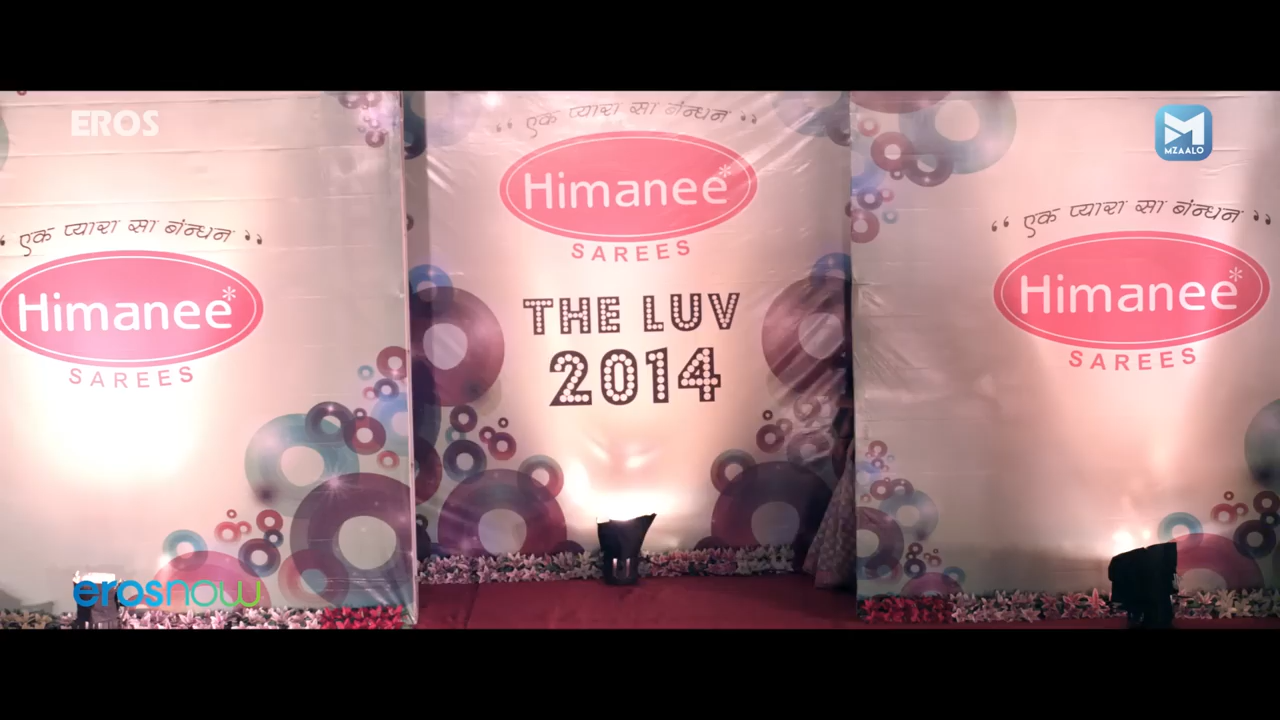 EROS
MZAALO
“ एक प्यारा सा बंन्धन ”
Himanee*
SAREES
“ एक प्यारा सा बंन्धन ”
Himanee*
SAREES
THE LUV
2014
“ एक प्यारा सा बंन्धन ”
Himanee*
SAREES
erosnow